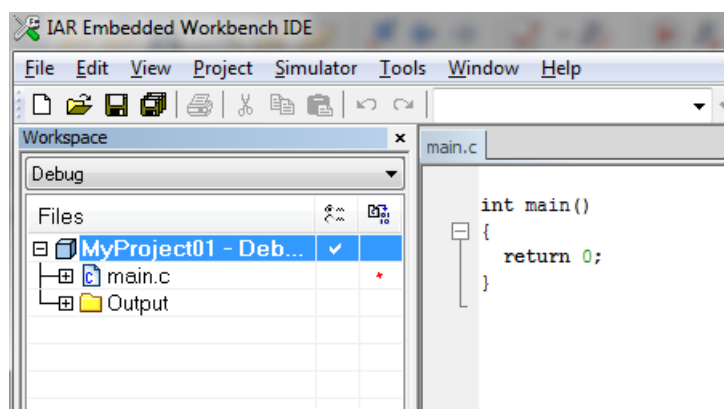 IAR Embedded Workbench IDE
File Edit View Project Simulator Tools Window Help
Workspace
Debug
Files
MyProject01 - Deb...
main.c
Output
main.c
int main()
{
return 0;
}